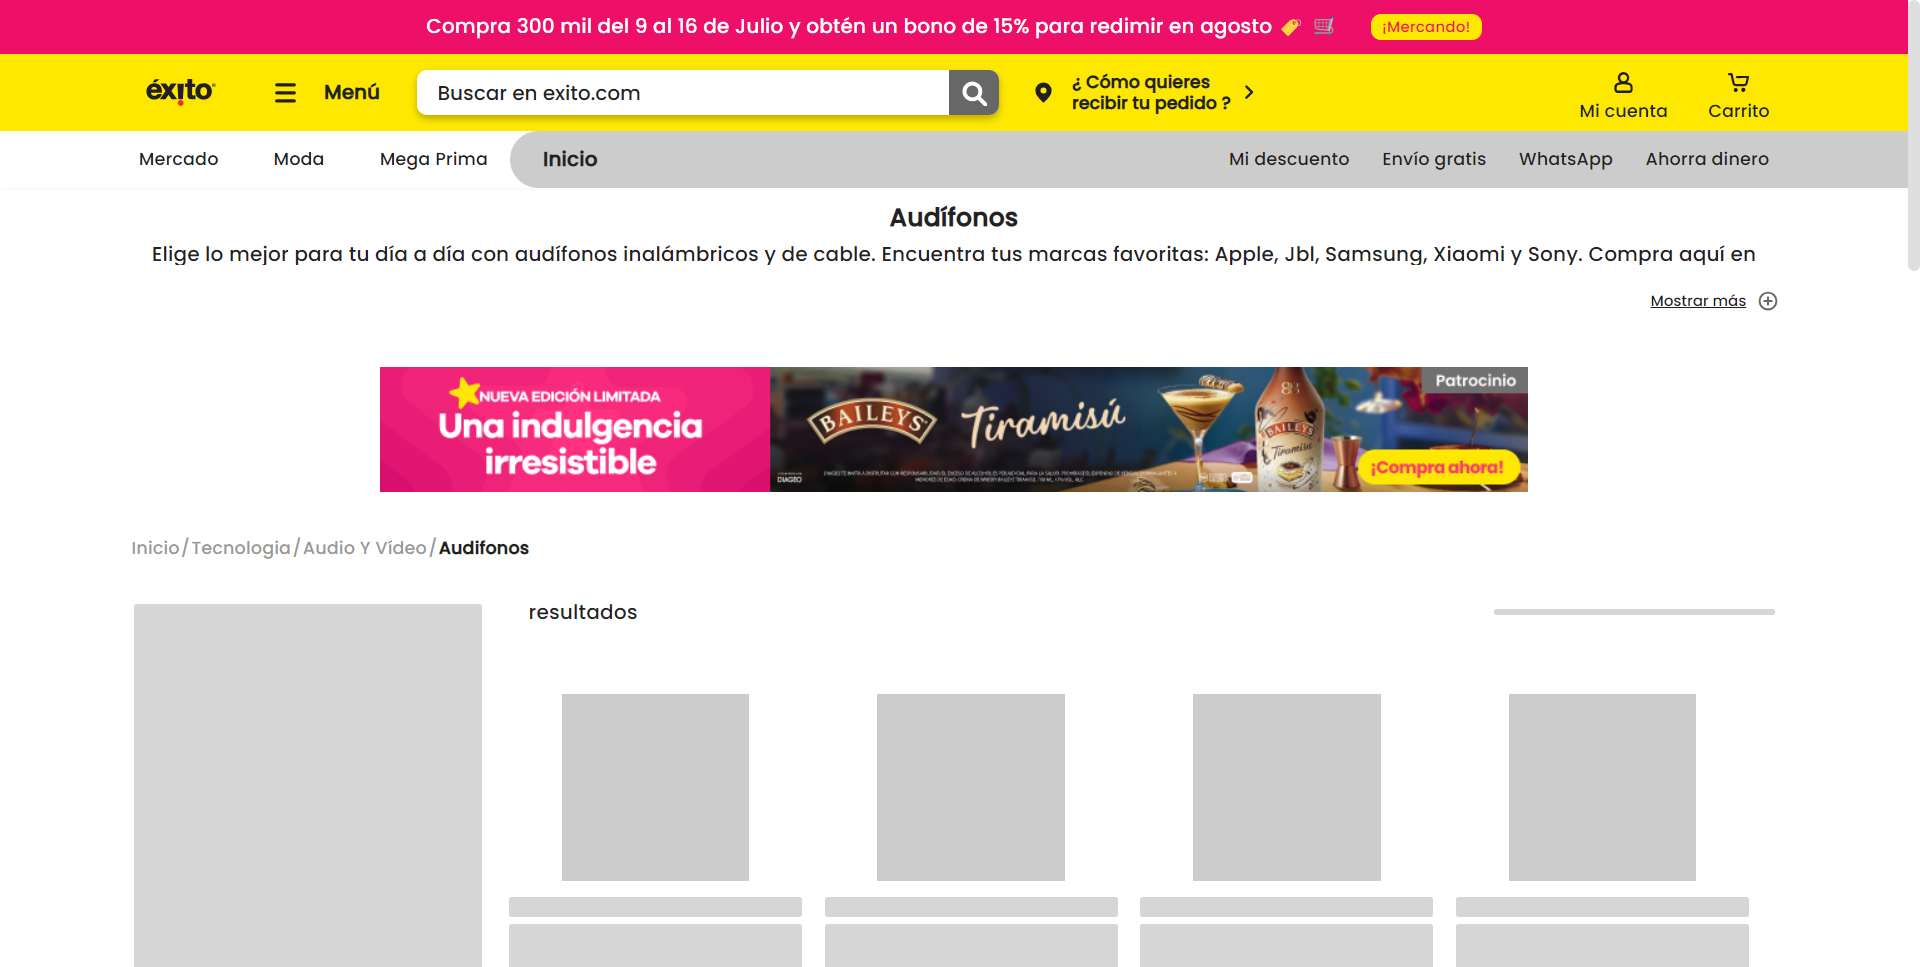 Compra 300 mil del 9 al 16 de Julio y obtén un bono de 15% para redimir en agosto
¡Mercando!
éxito
Menú
Buscar en exito.com
¿ Cómo quieres
recibir tu pedido ?
Mi cuenta
Carrito
Mercado
Moda
Mega Prima
Inicio
Mi descuento
Envío gratis
WhatsApp
Ahorra dinero
Audífonos
Elige lo mejor para tu día a día con audífonos inalámbricos y de cable. Encuentra tus marcas favoritas: Apple, Jbl, Samsung, Xiaomi y Sony. Compra aquí en
Mostrar más
Patrocinio
NUEVA EDICIÓN LIMITADA
Una indulgencia
irresistible
BAILEYS
Tiramisú
BAILEYS
Tiramisú
DIAGEO
¡Compra ahora!
Inicio/Tecnologia/Audio Y Vídeo/Audifonos
resultados